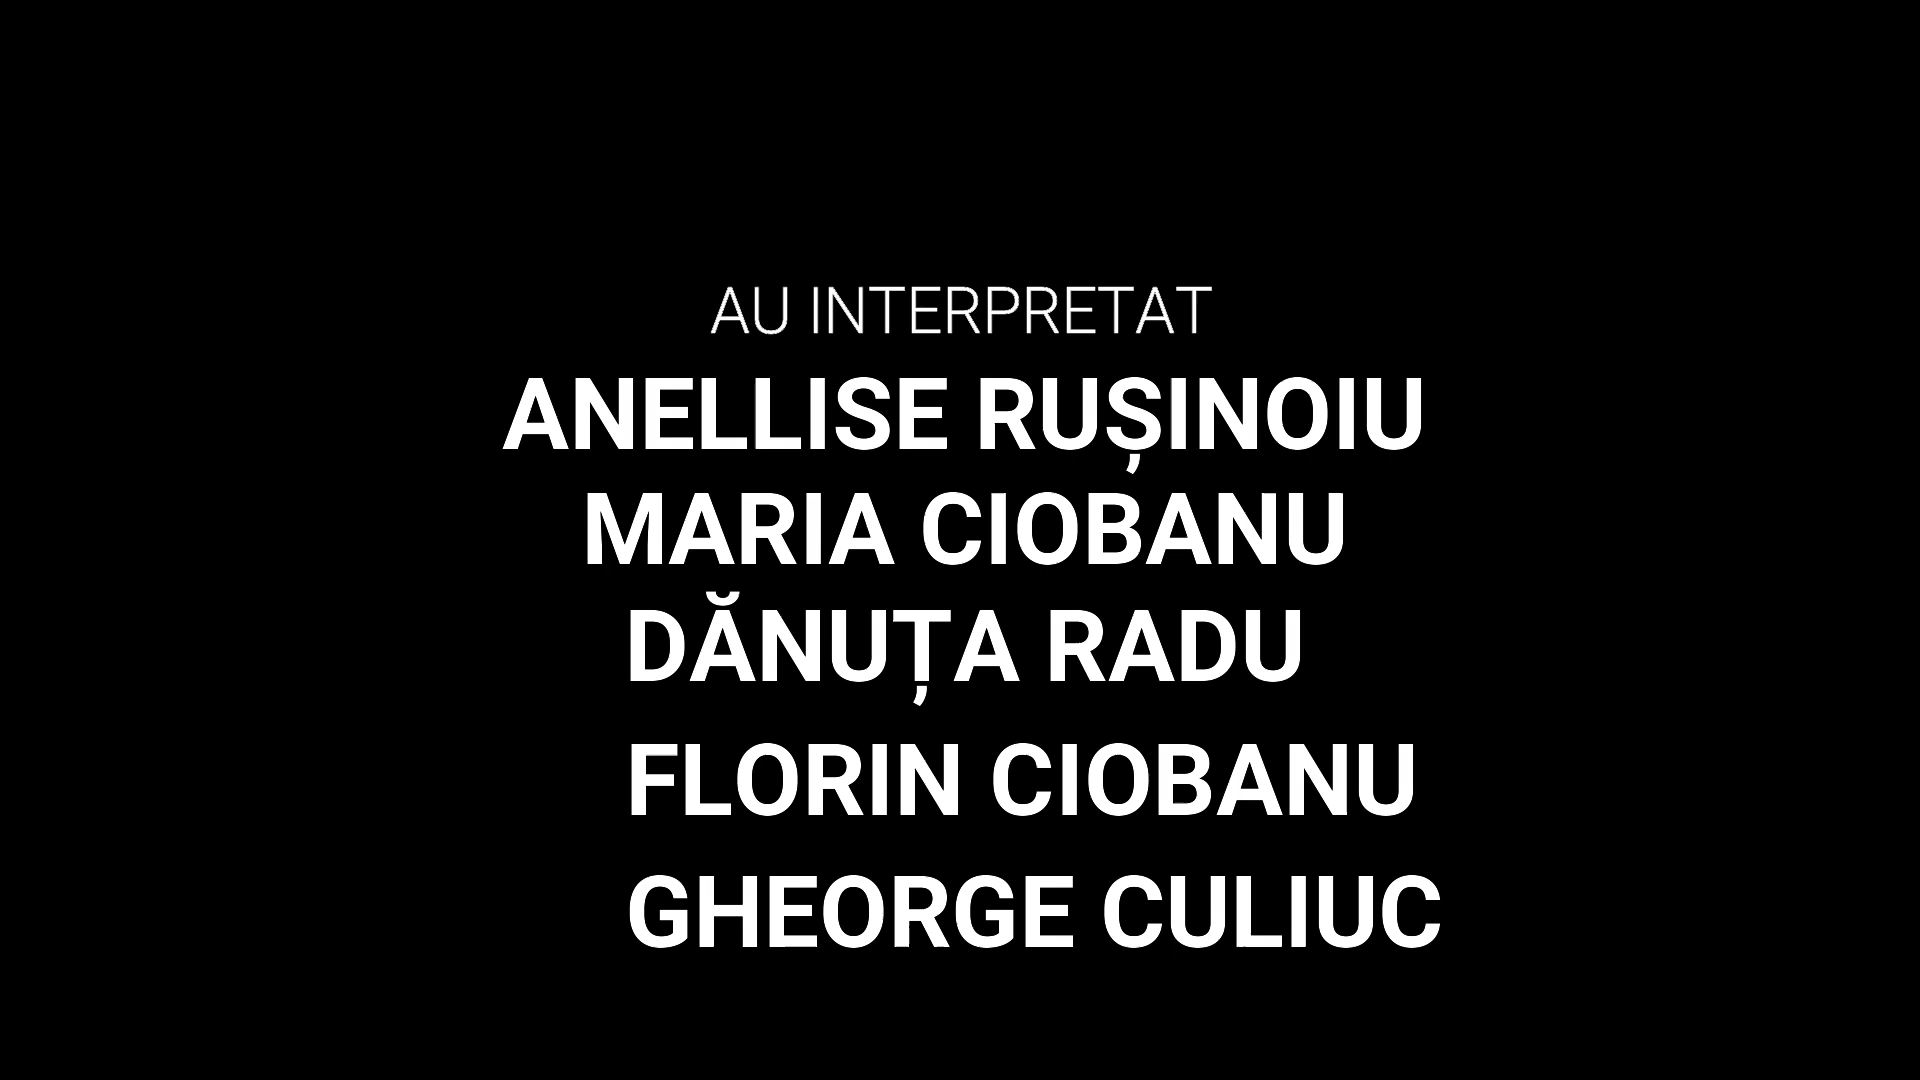 AU INTERPRETAT
ANELLISE RUȘINOIU
MARIA CIOBANU
DĂNUȚA RADU
FLORIN CIOBANU
GHEORGE CULIUC